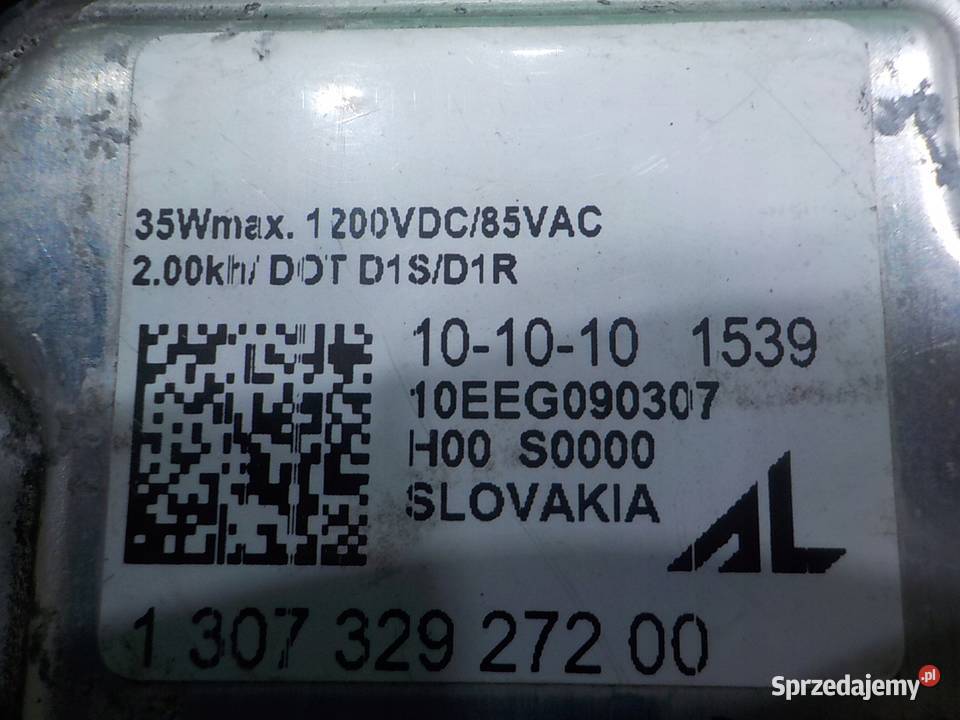 35Wmax. 1200VDC/85VAC
2.00kh/ DOT D1S/D1R
10-10-10 1539
10EEG090307
H00 S0000
SLOVAKIA
AL
1 307 329 272 00
Sprzedajemy.pl